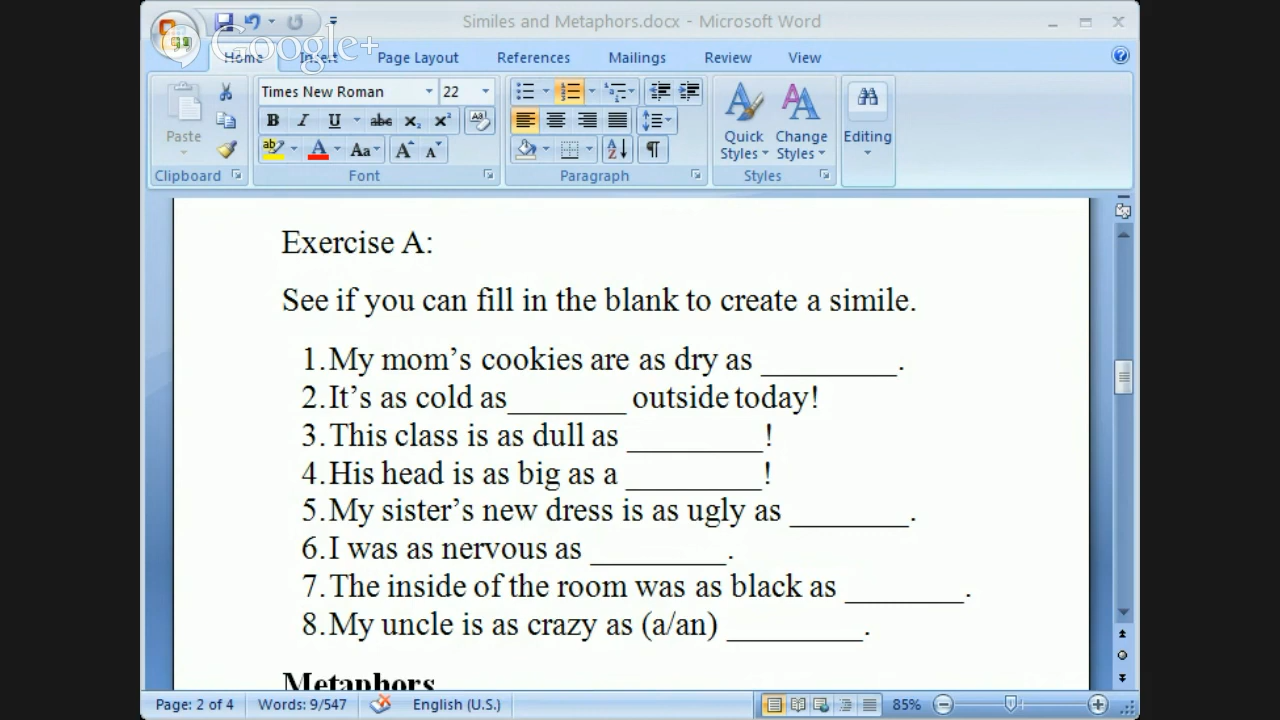 Similes and Metaphors.docx - Microsoft Word
Google+
Home Insert Page Layout References Mailings Review View
Times New Roman 22
Paste
Quick Styles Change Styles Editing
Clipboard Font Paragraph Styles
Exercise A:
See if you can fill in the blank to create a simile.
1. My mom's cookies are as dry as _________.
2. It's as cold as________ outside today!
3. This class is as dull as _________!
4. His head is as big as a _________!
5. My sister's new dress is as ugly as ________.
6. I was as nervous as _________.
7. The inside of the room was as black as ________.
8. My uncle is as crazy as (a/an) _________.
Metaphors
Page: 2 of 4 Words: 9/547 English (U.S.) 85%